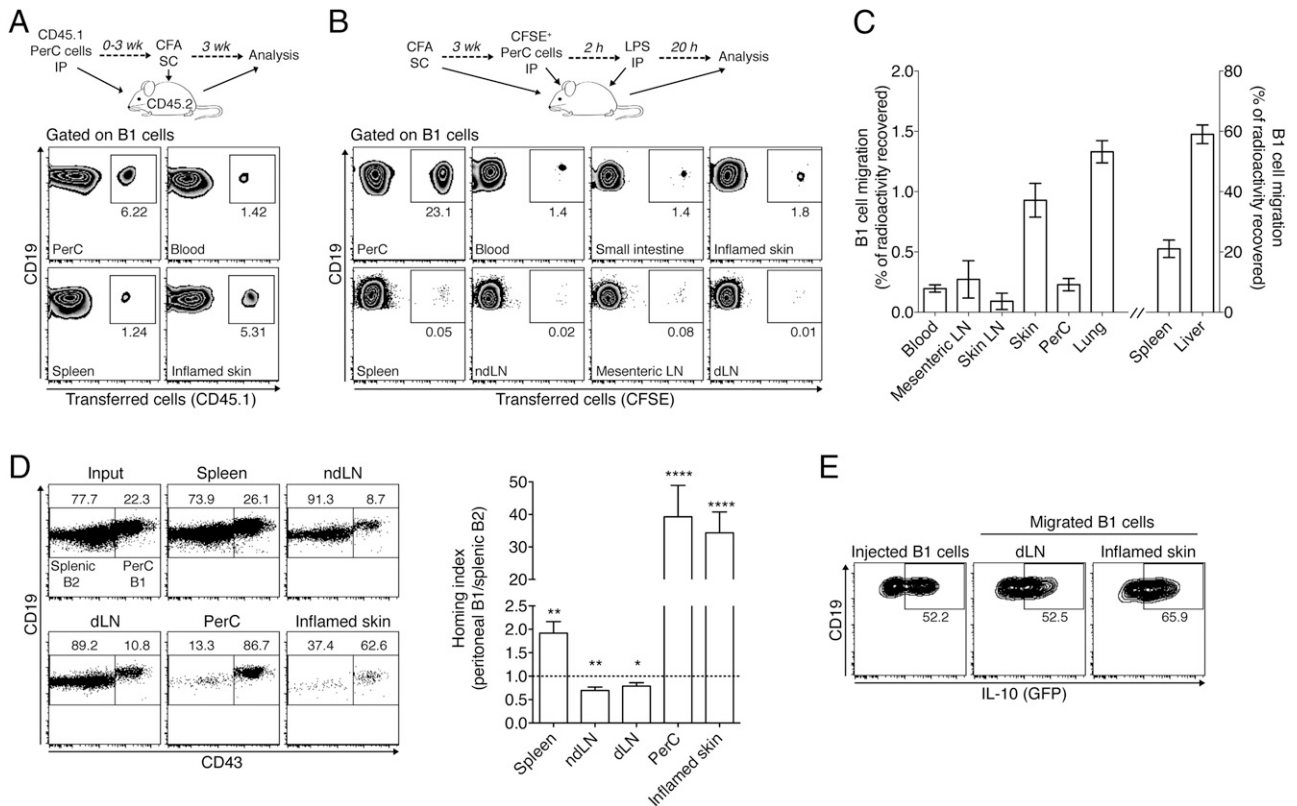 A
CD45.1
PerC cells
IP
0-3 wk
CFA
SC
3 wk
Analysis
CD45.2
Gated on B1 cells
6.22
PerC
1.42
Blood
1.24
Spleen
5.31
Inflamed skin
CD19
Transferred cells (CD45.1)
B
CFA
SC
3 wk
CFSE+
PerC cells
IP
2 h
LPS
IP
20 h
Analysis
Gated on B1 cells
23.1
PerC
1.4
Blood
1.4
Small intestine
1.8
Inflamed skin
0.05
Spleen
0.02
ndLN
0.08
Mesenteric LN
0.01
dLN
CD19
Transferred cells (CFSE)
C
B1 cell migration
(% of radioactivity recovered)
2.0
1.5
1.0
0.5
0.0
80
60
40
20
0
B1 cell migration
(% of radioactivity recovered)
Blood
Mesenteric LN
Skin LN
Skin
PerC
Lung
Spleen
Liver
D
Input
77.7 22.3
Splenic
B2
PerC
B1
Spleen
73.9 26.1
ndLN
91.3 8.7
dLN
89.2 10.8
PerC
13.3 86.7
Inflamed skin
37.4 62.6
CD19
CD43
Homing index
(peritoneal B1/splenic B2)
50
40
30
20
2.5
2.0
1.5
1.0
0.5
0.0
**
**
*
****
****
Spleen
ndLN
dLN
PerC
Inflamed skin
E
Migrated B1 cells
Injected B1 cells
dLN
Inflamed skin
52.2
52.5
65.9
CD19
IL-10 (GFP)